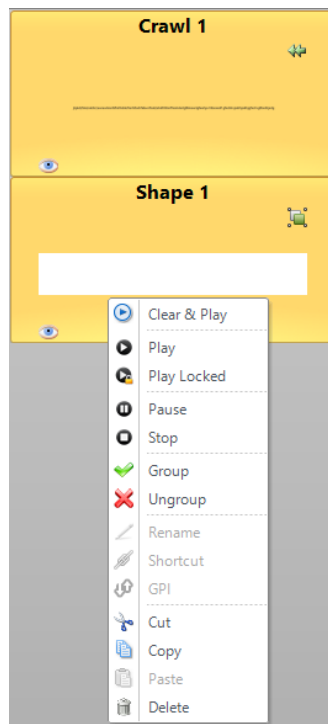 Crawl 1
Shape 1
Clear & Play
Play
Play Locked
Pause
Stop
Group
Ungroup
Rename
Shortcut
GPI
Cut
Copy
Paste
Delete